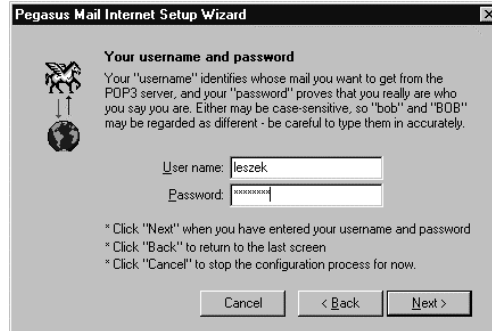 Pegasus Mail Internet Setup Wizard
Your username and password
Your "username" identifies whose mail you want to get from the
POP3 server, and your "password" proves that you really are who
you say you are. Either may be case-sensitive, so "bob" and "BOB"
may be regarded as different - be careful to type them in accurately.
User name: leszek
Password: ********
* Click "Next" when you have entered your username and password
* Click "Back" to return to the last screen
* Click "Cancel" to stop the configuration process for now.
Cancel < Back Next >